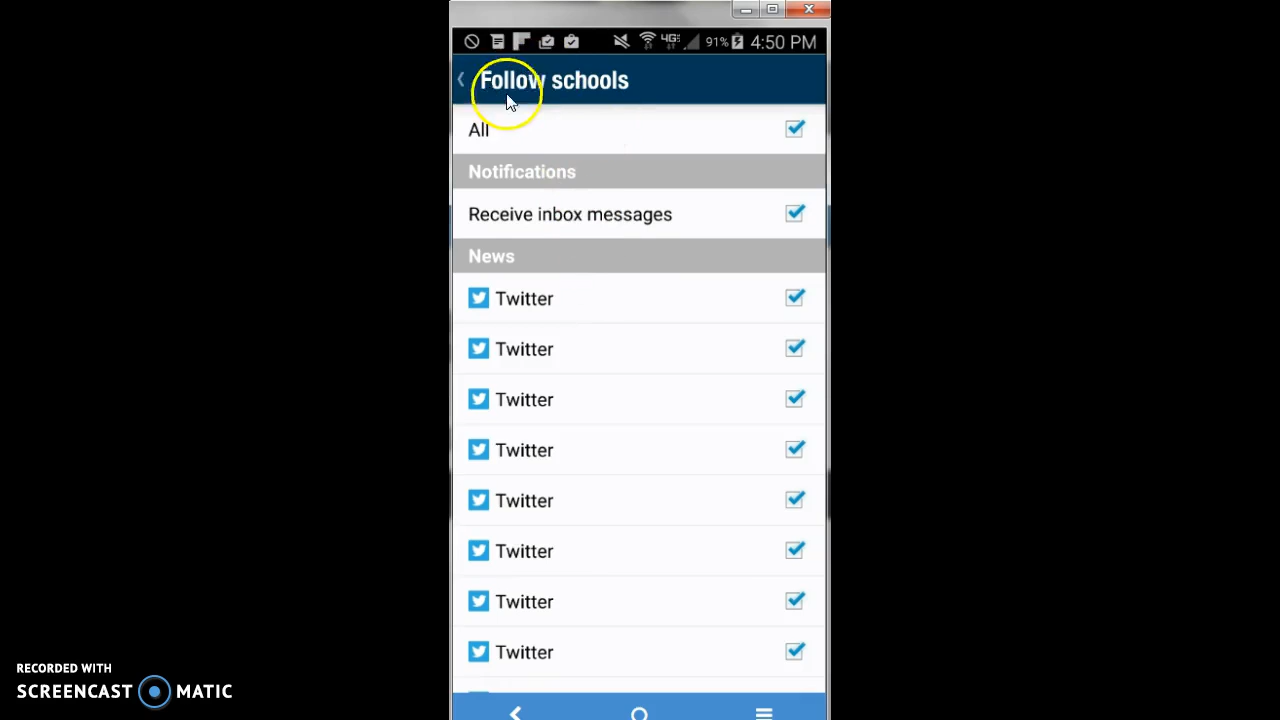 4G
91% 4:50 PM
Follow schools
All
Notifications
Receive inbox messages
News
Twitter
Twitter
Twitter
Twitter
Twitter
Twitter
Twitter
Twitter
RECORDED WITH
SCREENCAST MATIC